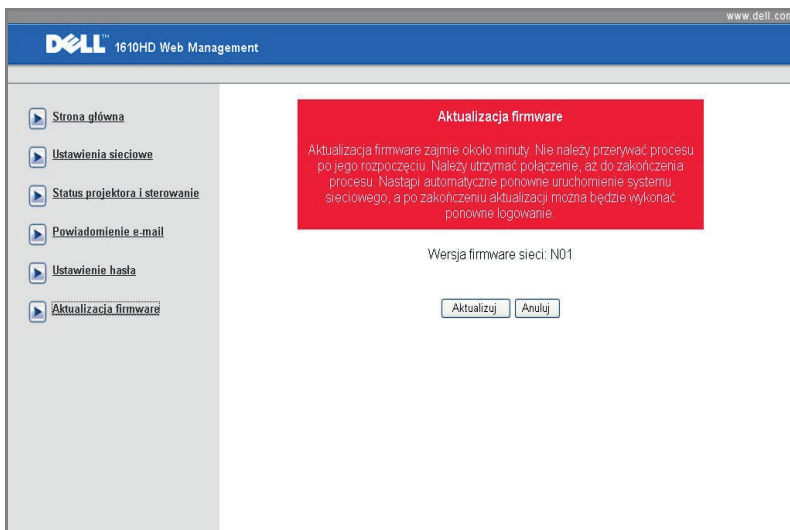 www.dell.com
DELL™ 1610HD Web Management
Strona główna
Ustawienia sieciowe
Status projektora i sterowanie
Powiadomienie e-mail
Ustawienie hasła
Aktualizacja firmware
Aktualizacja firmware
Aktualizacja firmware zajmie około minuty. Nie należy przerywać procesu
po jego rozpoczęciu. Należy utrzymać połączenie, aż do zakończenia
procesu. Nastąpi automatyczne ponowne uruchomienie systemu
sieciowego, a po zakończeniu aktualizacji można będzie wykonać
ponowne logowanie.
Wersja firmware sieci: N01
Aktualizuj Anuluj